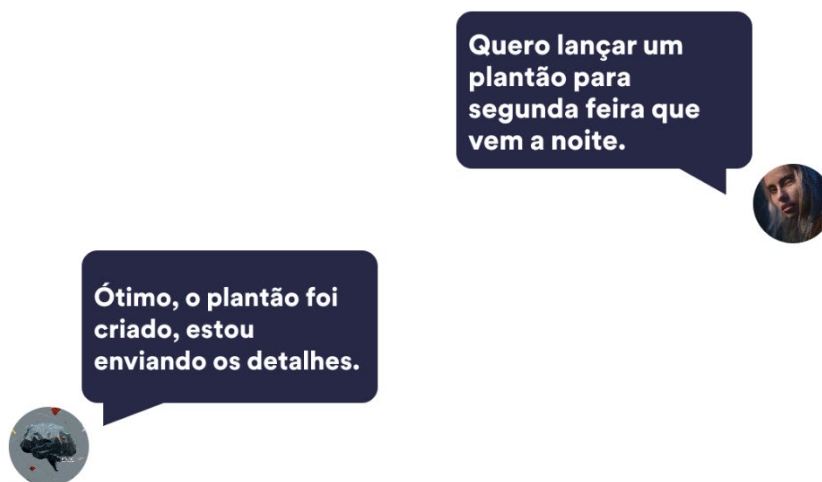 Quero lançar um
plantão para
segunda feira que
vem a noite.
Ótimo, o plantão foi
criado, estou
enviando os detalhes.